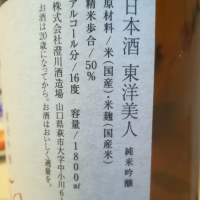 日本酒 東洋美人 純米吟醸
原材料/米(国産)・米麹(国産米)
精米歩合/50%
アルコール分/16度 容量/1800ml
株式会社澄川酒造場 山口県萩市大字中小川6
お酒は20歳になってから。お酒はおいしく適量を。